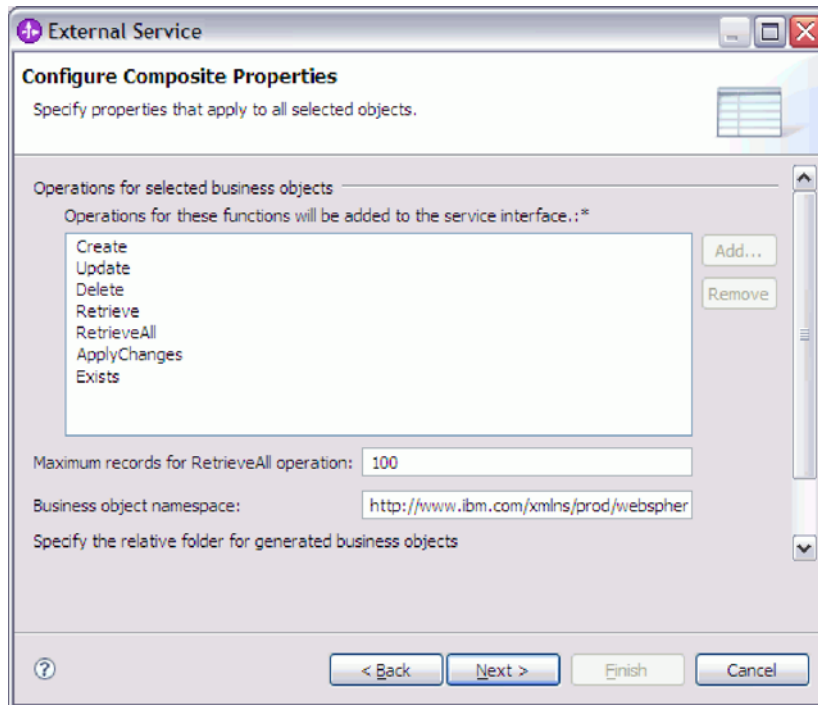 External Service
Configure Composite Properties
Specify properties that apply to all selected objects.
Operations for selected business objects
Operations for these functions will be added to the service interface.:*
Create
Update
Delete
Retrieve
RetrieveAll
ApplyChanges
Exists
Add...
Remove
Maximum records for RetrieveAll operation: 100
Business object namespace: http://www.ibm.com/xmlns/prod/webspher
Specify the relative folder for generated business objects
?
< Back
Next >
Finish
Cancel